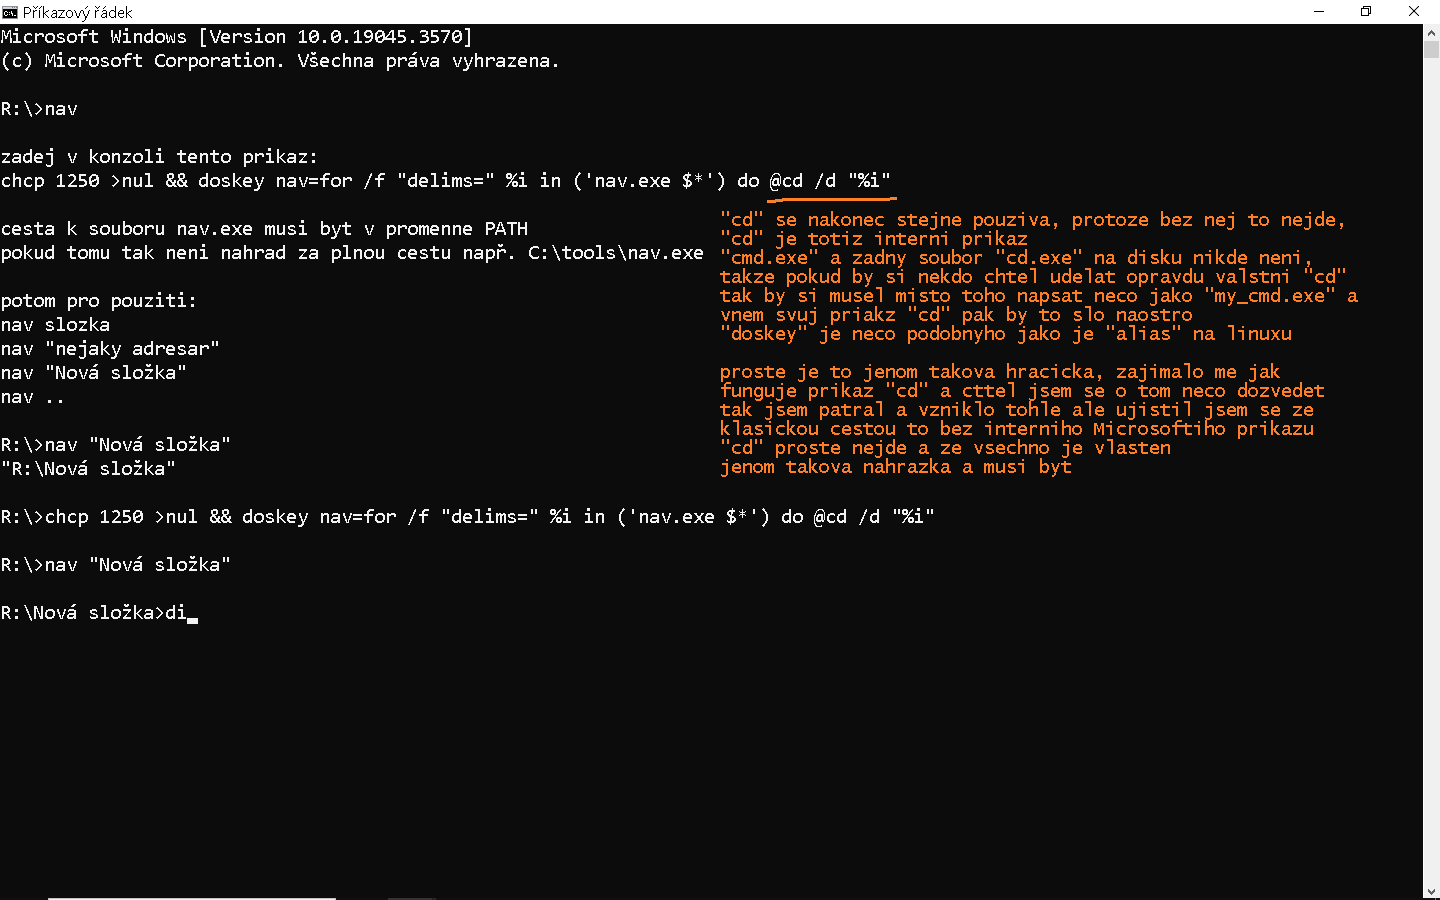 Příkazový řádek
Microsoft Windows [Version 10.0.19045.3570]
(c) Microsoft Corporation. Všechna práva vyhrazena.
R:\>nav
zadej v konzoli tento prikaz:
chcp 1250 >nul && doskey nav=for /f "delims=" %i in ('nav.exe $*') do @cd /d "%i"
cesta k souboru nav.exe musi byt v promenne PATH
pokud tomu tak neni nahrad za plnou cestu např. C:\tools\nav.exe
potom pro pouziti:
nav slozka
nav "nejaky adresar"
nav "Nová složka"
nav ..
R:\>nav "Nová složka"
"R:\Nová složka"
R:\>chcp 1250 >nul && doskey nav=for /f "delims=" %i in ('nav.exe $*') do @cd /d "%i"
R:\>nav "Nová složka"
R:\Nová složka>di
"cd" se nakonec stejne pouziva, protoze bez nej to nejde,
"cd" je totiz interni prikaz
"cmd.exe" a zadny soubor "cd.exe" na disku nikde neni,
takze pokud by si nekdo chtel udelat opravdu valstni "cd"
tak by si musel misto toho napsat neco jako "my_cmd.exe" a
vnem svuj priakz "cd" pak by to slo naostro
"doskey" je neco podobnyho jako je "alias" na linuxu
proste je to jenom takova hracicka, zajimalo me jak
funguje prikaz "cd" a cttel jsem se o tom neco dozvedet
tak jsem patral a vzniklo tohle ale ujistil jsem se ze
klasickou cestou to bez interniho Microsoftiho prikazu
"cd" proste nejde a ze vsechno je vlasten
jenom takova nahrazka a musi byt